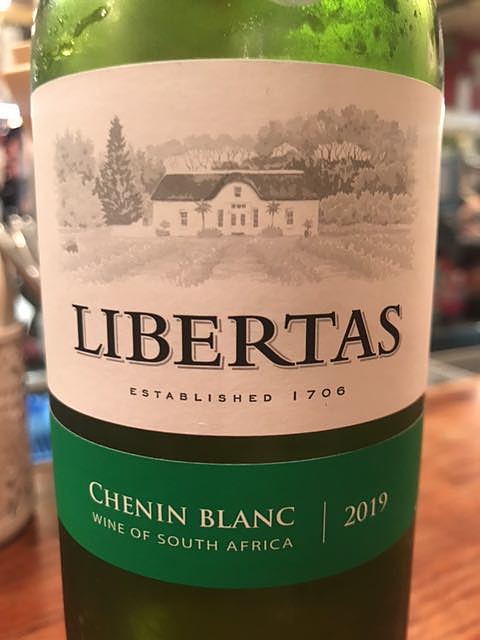 LIBERTAS
ESTABLISHED 1706
CHENIN BLANC | 2019
WINE OF SOUTH AFRICA